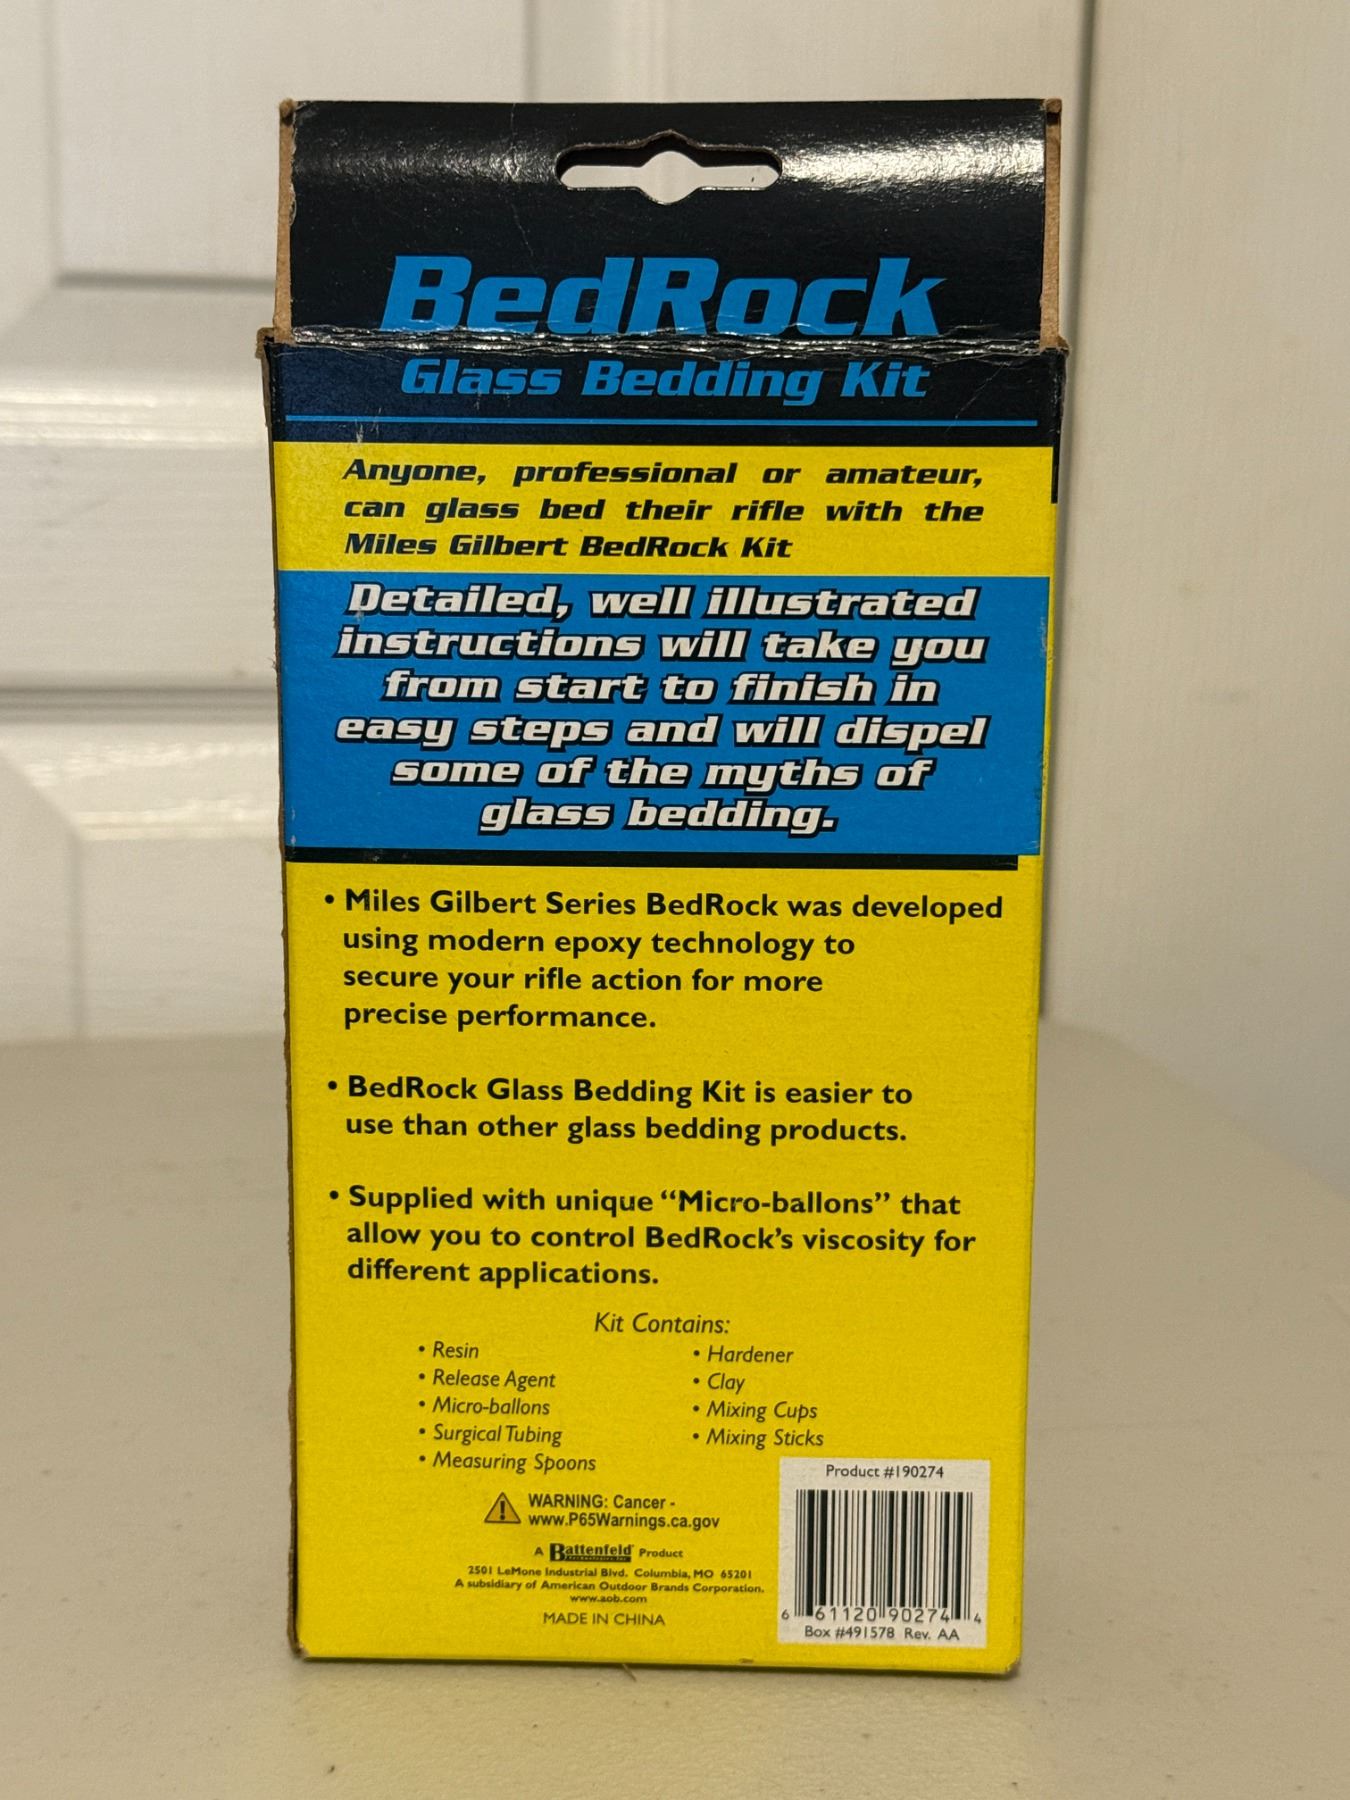 BedRock
Glass Bedding Kit
Anyone, professional or amateur,
can glass bed their rifle with the
Miles Gilbert BedRock Kit
Detailed, well illustrated
instructions will take you
from start to finish in
easy steps and will dispel
some of the myths of
glass bedding.
• Miles Gilbert Series BedRock was developed
using modern epoxy technology to
secure your rifle action for more
precise performance.
• BedRock Glass Bedding Kit is easier to
use than other glass bedding products.
• Supplied with unique “Micro-ballons” that
allow you to control BedRock’s viscosity for
different applications.
Kit Contains:
• Resin
• Release Agent
• Micro-ballons
• Surgical Tubing
• Measuring Spoons
• Hardener
• Clay
• Mixing Cups
• Mixing Sticks
WARNING: Cancer -
www.P65Warnings.ca.gov
A Battenfeld Product
2501 LeMone Industrial Blvd. Columbia, MO 65201
A subsidiary of American Outdoor Brands Corporation.
www.aob.com
MADE IN CHINA
Product #190274
6 61120 90274 4
Box #491578 Rev. AA